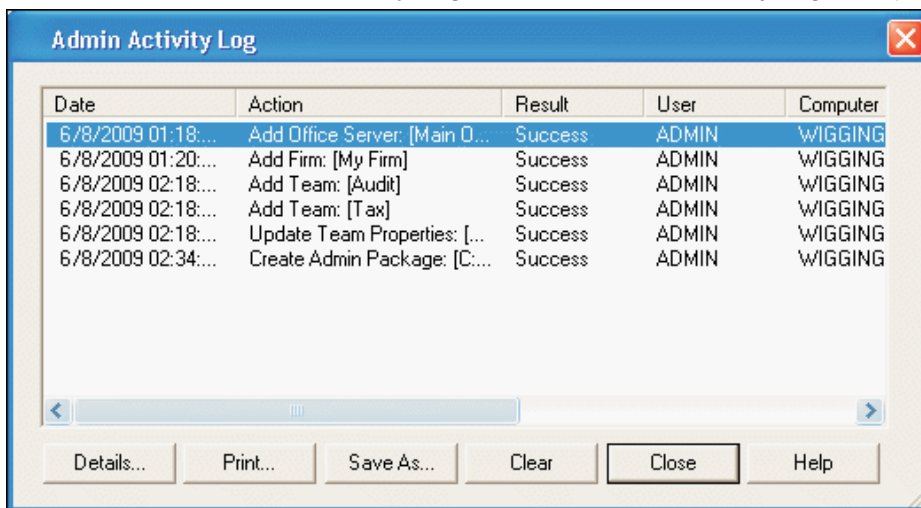 Admin Activity Log
Date Action Result User Computer
6/8/2009 01:18:... Add Office Server: [Main O... Success ADMIN WIGGING
6/8/2009 01:20:... Add Firm: [My Firm] Success ADMIN WIGGING
6/8/2009 02:18:... Add Team: [Audit] Success ADMIN WIGGING
6/8/2009 02:18:... Add Team: [Tax] Success ADMIN WIGGING
6/8/2009 02:18:... Update Team Properties: [... Success ADMIN WIGGING
6/8/2009 02:34:... Create Admin Package: [C:... Success ADMIN WIGGING
Details... Print... Save As... Clear Close Help